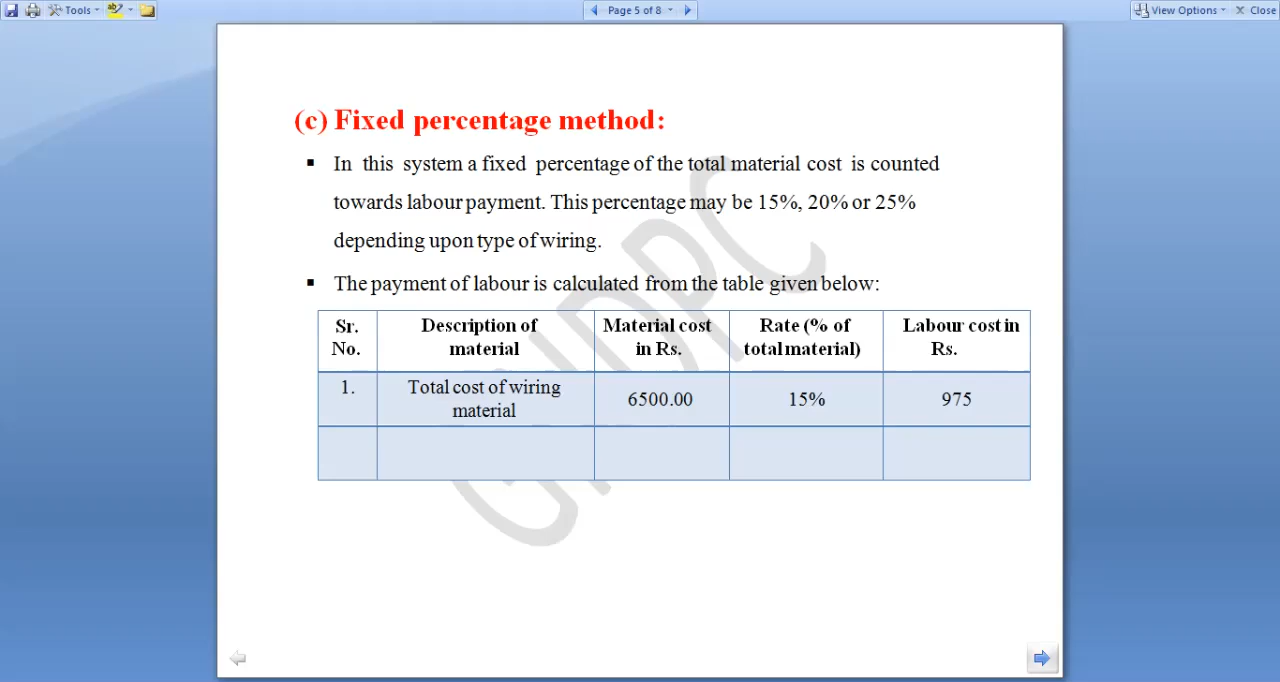 Tools
Page 5 of 8
View Options
Close
(c) Fixed percentage method:
In this system a fixed percentage of the total material cost is counted
towards labour payment. This percentage may be 15%, 20% or 25%
depending upon type of wiring.
The payment of labour is calculated from the table given below:
Sr. No.
Description of material
Material cost in Rs.
Rate (% of total material)
Labour cost in Rs.
1.
Total cost of wiring material
6500.00
15%
975